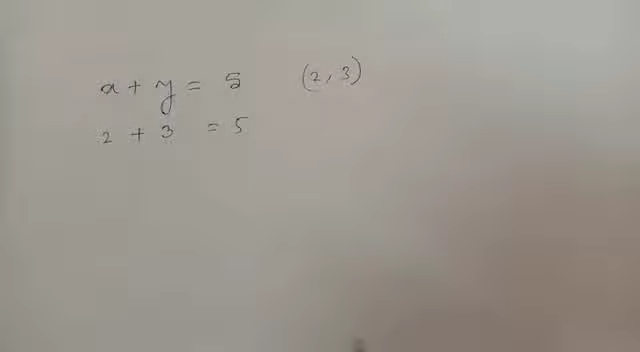 x + y = 5 (2, 3)
2 + 3 = 5